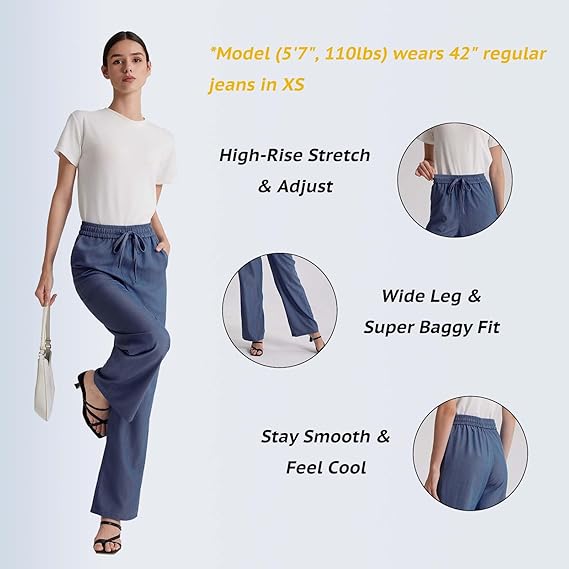 *Model (5'7", 110lbs) wears 42" regular
jeans in XS
High-Rise Stretch
& Adjust
Wide Leg &
Super Baggy Fit
Stay Smooth &
Feel Cool